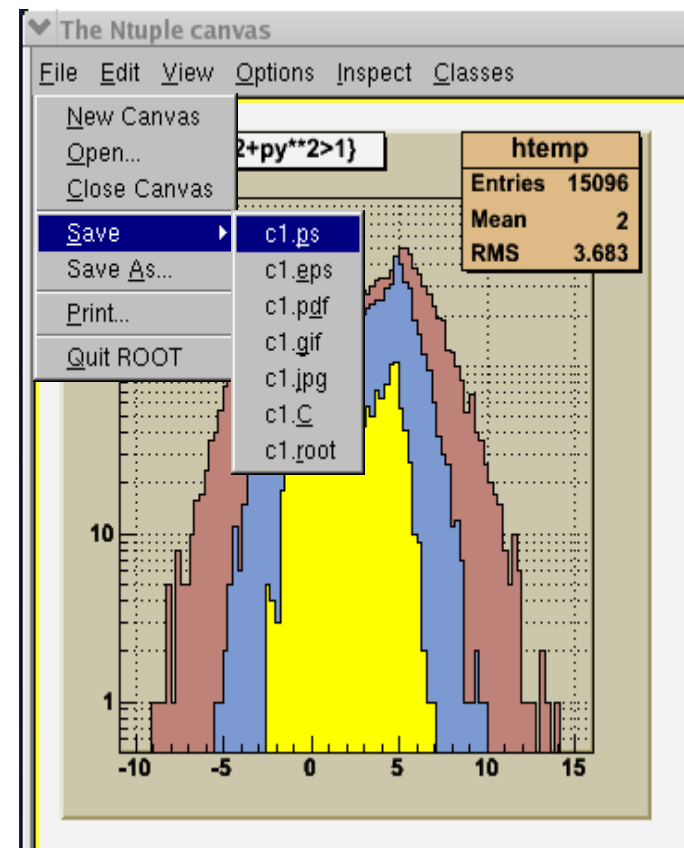 The Ntuple canvas
File Edit View Options Inspect Classes
New Canvas
Open...
Close Canvas
Save
Save As...
Print...
Quit ROOT
c1.ps
c1.eps
c1.pdf
c1.gif
c1.jpg
c1.C
c1.root
2+py**2>1}
htemp
Entries 15096
Mean 2
RMS 3.683
10
1
-10 -5 0 5 10 15